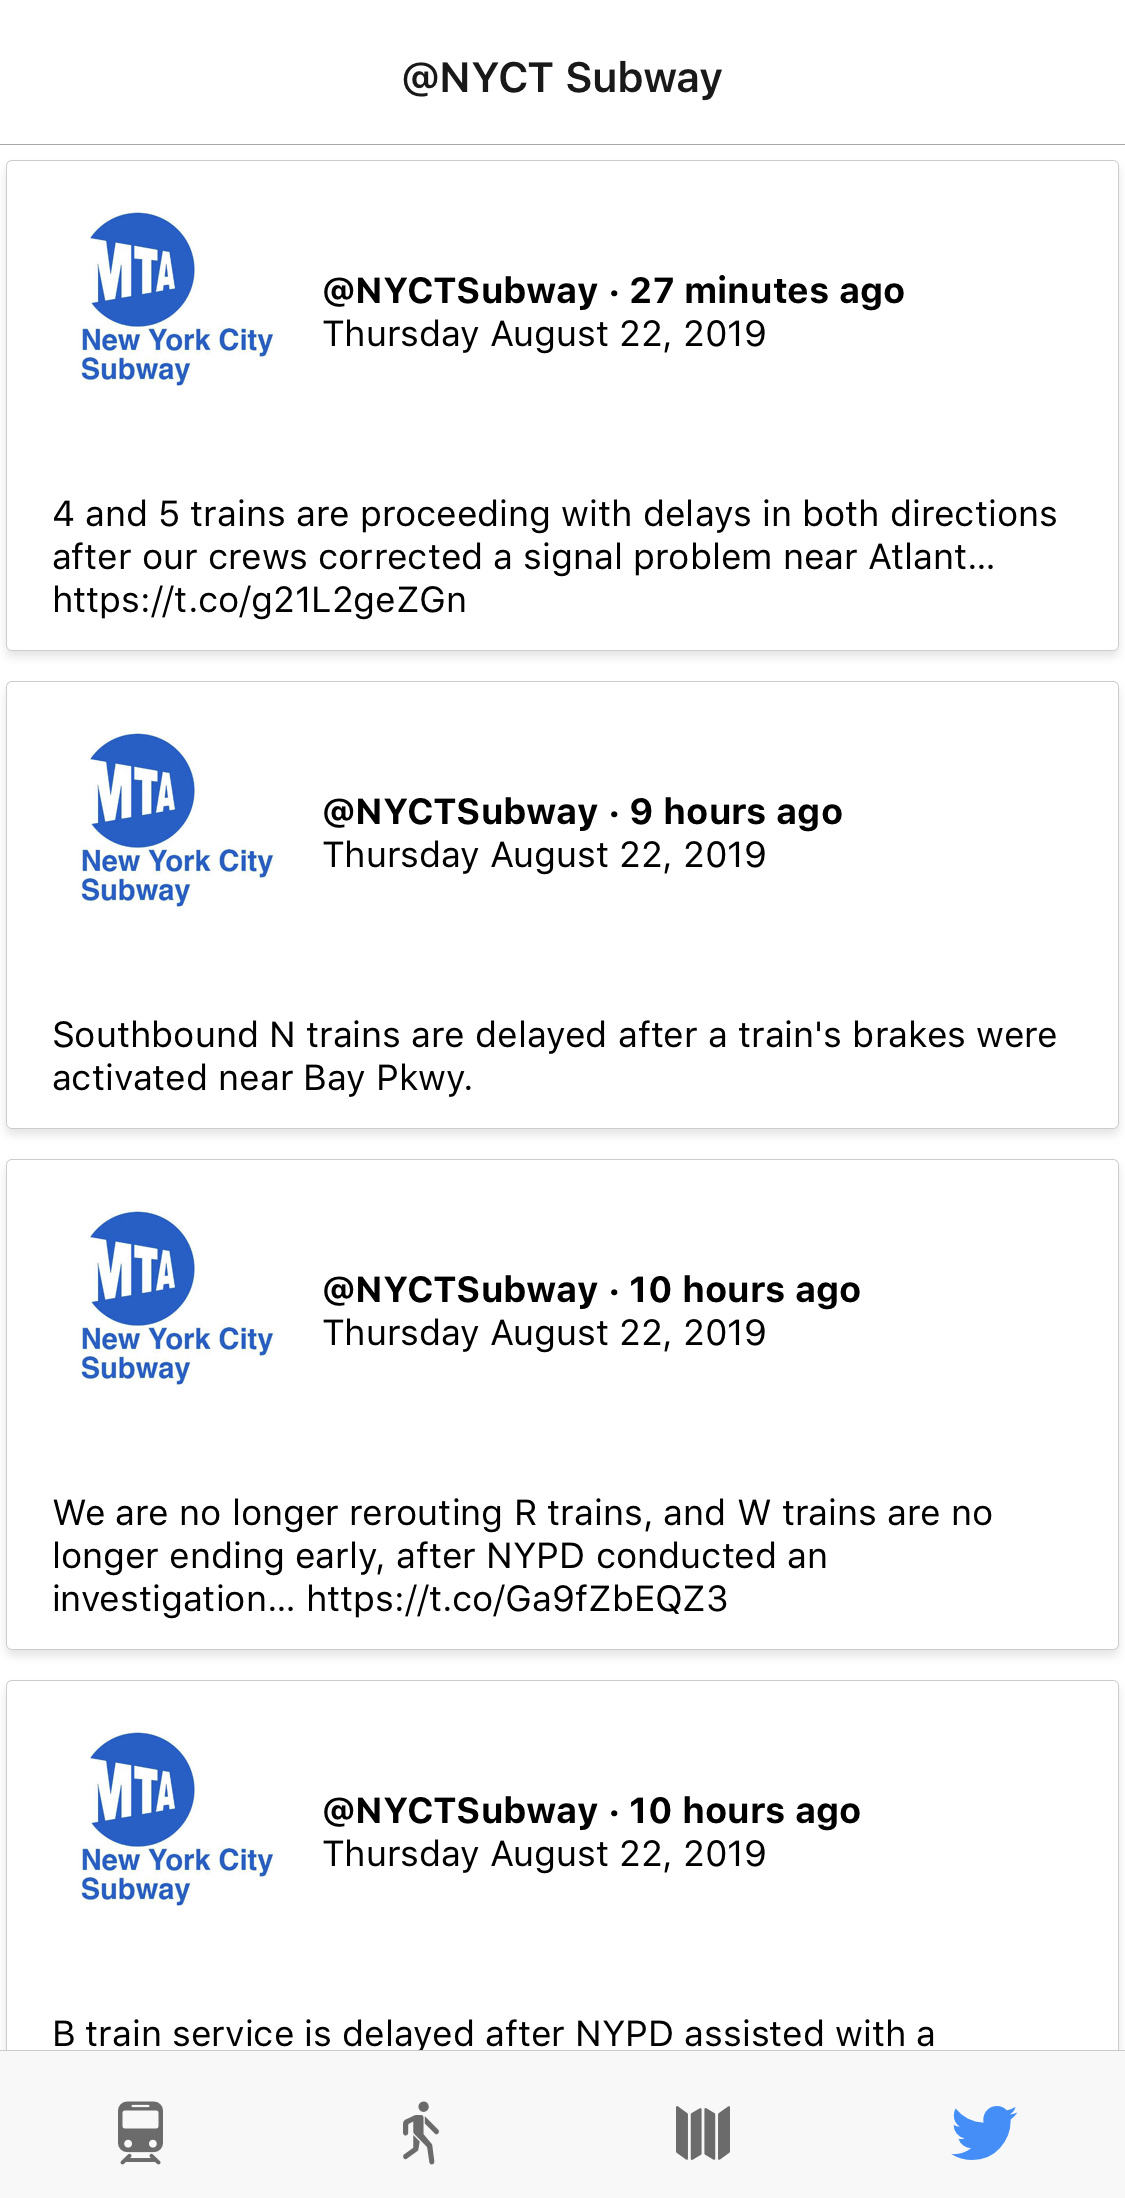 @NYCT Subway
MTA
New York City
Subway
@NYCTSubway · 27 minutes ago
Thursday August 22, 2019
4 and 5 trains are proceeding with delays in both directions
after our crews corrected a signal problem near Atlant…
https://t.co/g21L2geZGn
MTA
New York City
Subway
@NYCTSubway · 9 hours ago
Thursday August 22, 2019
Southbound N trains are delayed after a train's brakes were
activated near Bay Pkwy.
MTA
New York City
Subway
@NYCTSubway · 10 hours ago
Thursday August 22, 2019
We are no longer rerouting R trains, and W trains are no
longer ending early, after NYPD conducted an
investigation… https://t.co/Ga9fZbEQZ3
MTA
New York City
Subway
@NYCTSubway · 10 hours ago
Thursday August 22, 2019
B train service is delayed after NYPD assisted with a